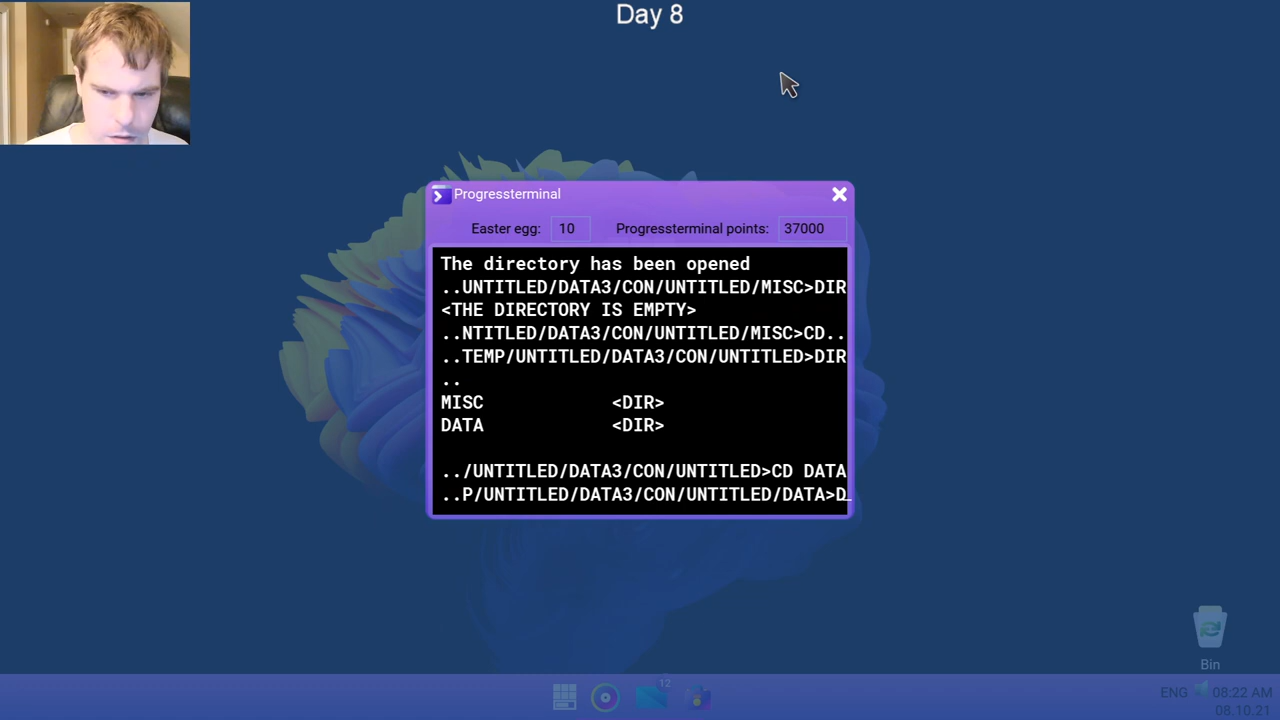 Day 8
Progressterminal
Easter egg: 10 Progressterminal points: 37000
The directory has been opened
..UNTITLED/DATA3/CON/UNTITLED/MISC>DIR
<THE DIRECTORY IS EMPTY>
..NTITLED/DATA3/CON/UNTITLED/MISC>CD..
..TEMP/UNTITLED/DATA3/CON/UNTITLED>DIR
..
MISC <DIR>
DATA <DIR>
../UNTITLED/DATA3/CON/UNTITLED>CD DATA
..P/UNTITLED/DATA3/CON/UNTITLED/DATA>D_
Bin
12
ENG 08:22 AM
08.10.21